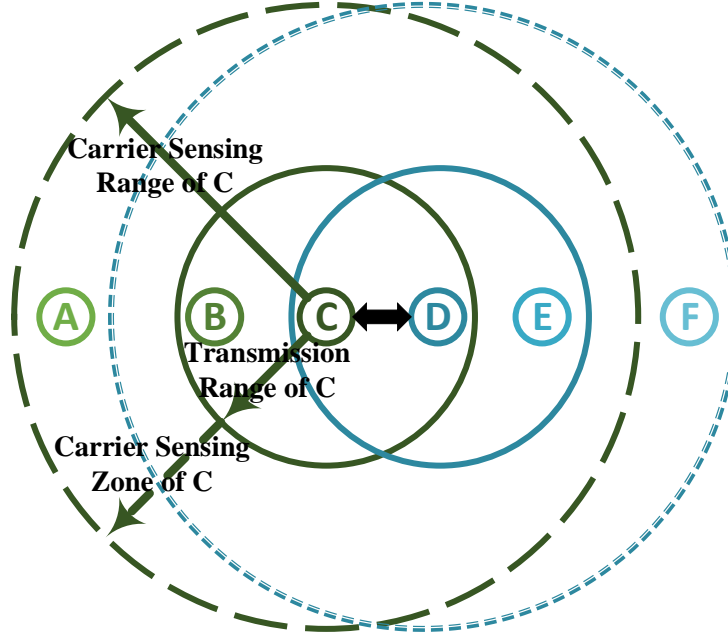 Carrier Sensing
Range of C
A
B
C
D
E
F
Transmission
Range of C
Carrier Sensing
Zone of C